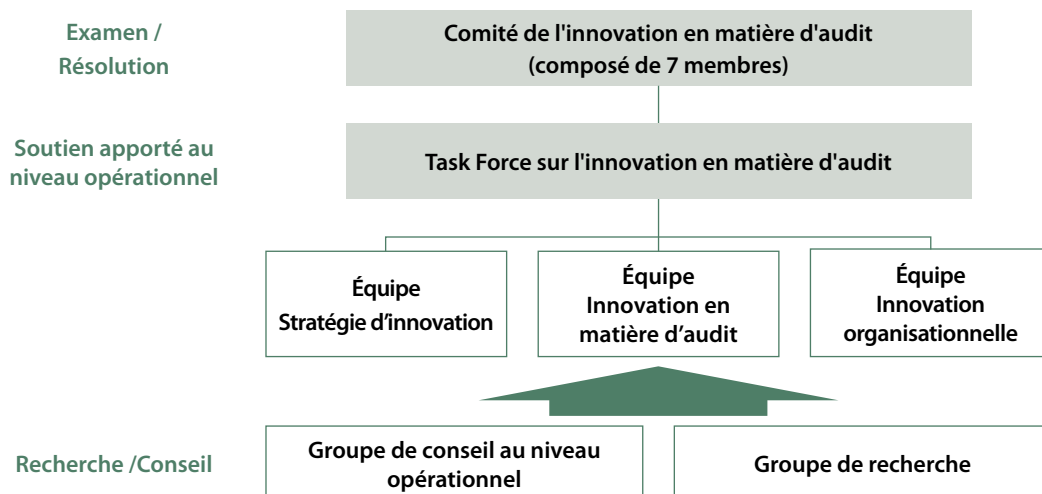 Examen /
Résolution
Comité de l'innovation en matière d'audit
(composé de 7 membres)
Soutien apporté au
niveau opérationnel
Task Force sur l'innovation en matière d'audit
Équipe
Stratégie d’innovation
Équipe
Innovation en
matière d’audit
Équipe
Innovation
organisationnelle
Recherche /Conseil
Groupe de conseil au niveau
opérationnel
Groupe de recherche